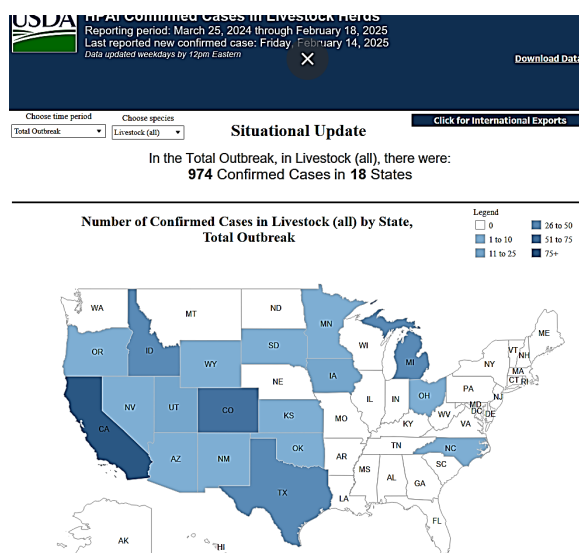 USDA
HPAI Confirmed Cases in Livestock Herds
Reporting period: March 25, 2024 through February 18, 2025
Last reported new confirmed case: Friday, February 14, 2025
Data updated weekdays by 12pm Eastern
Download Data
Choose time period
Choose species
Total Outbreak
Livestock (all)
Situational Update
Click for International Exports
In the Total Outbreak, in Livestock (all), there were:
974 Confirmed Cases in 18 States
Number of Confirmed Cases in Livestock (all) by State,
Total Outbreak
Legend
0
26 to 50
1 to 10
51 to 75
11 to 25
75+
WA
MT
ND
MN
ME
OR
ID
SD
WI
VT
NH
WY
MI
NY
MA
CT
RI
NE
IA
PA
NJ
NV
UT
CO
IL
IN
OH
MD
DE
DC
CA
KS
MO
WV
VA
KY
AZ
NM
OK
TN
NC
AR
SC
MS
AL
GA
TX
LA
FL
AK
HI